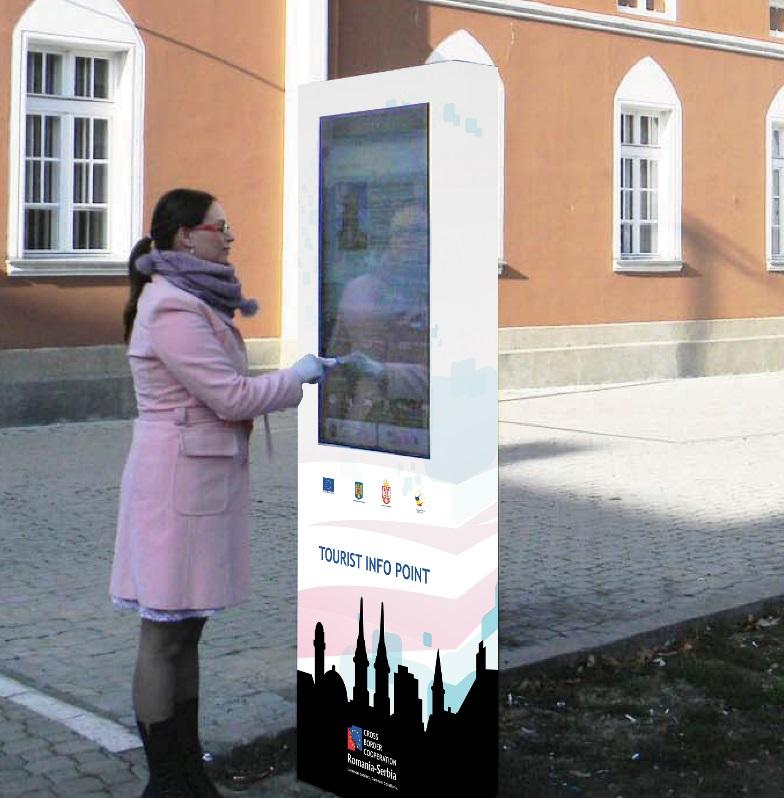 TOURIST INFO POINT
CROSS
BORDER
COOPERATION
Romania-Serbia